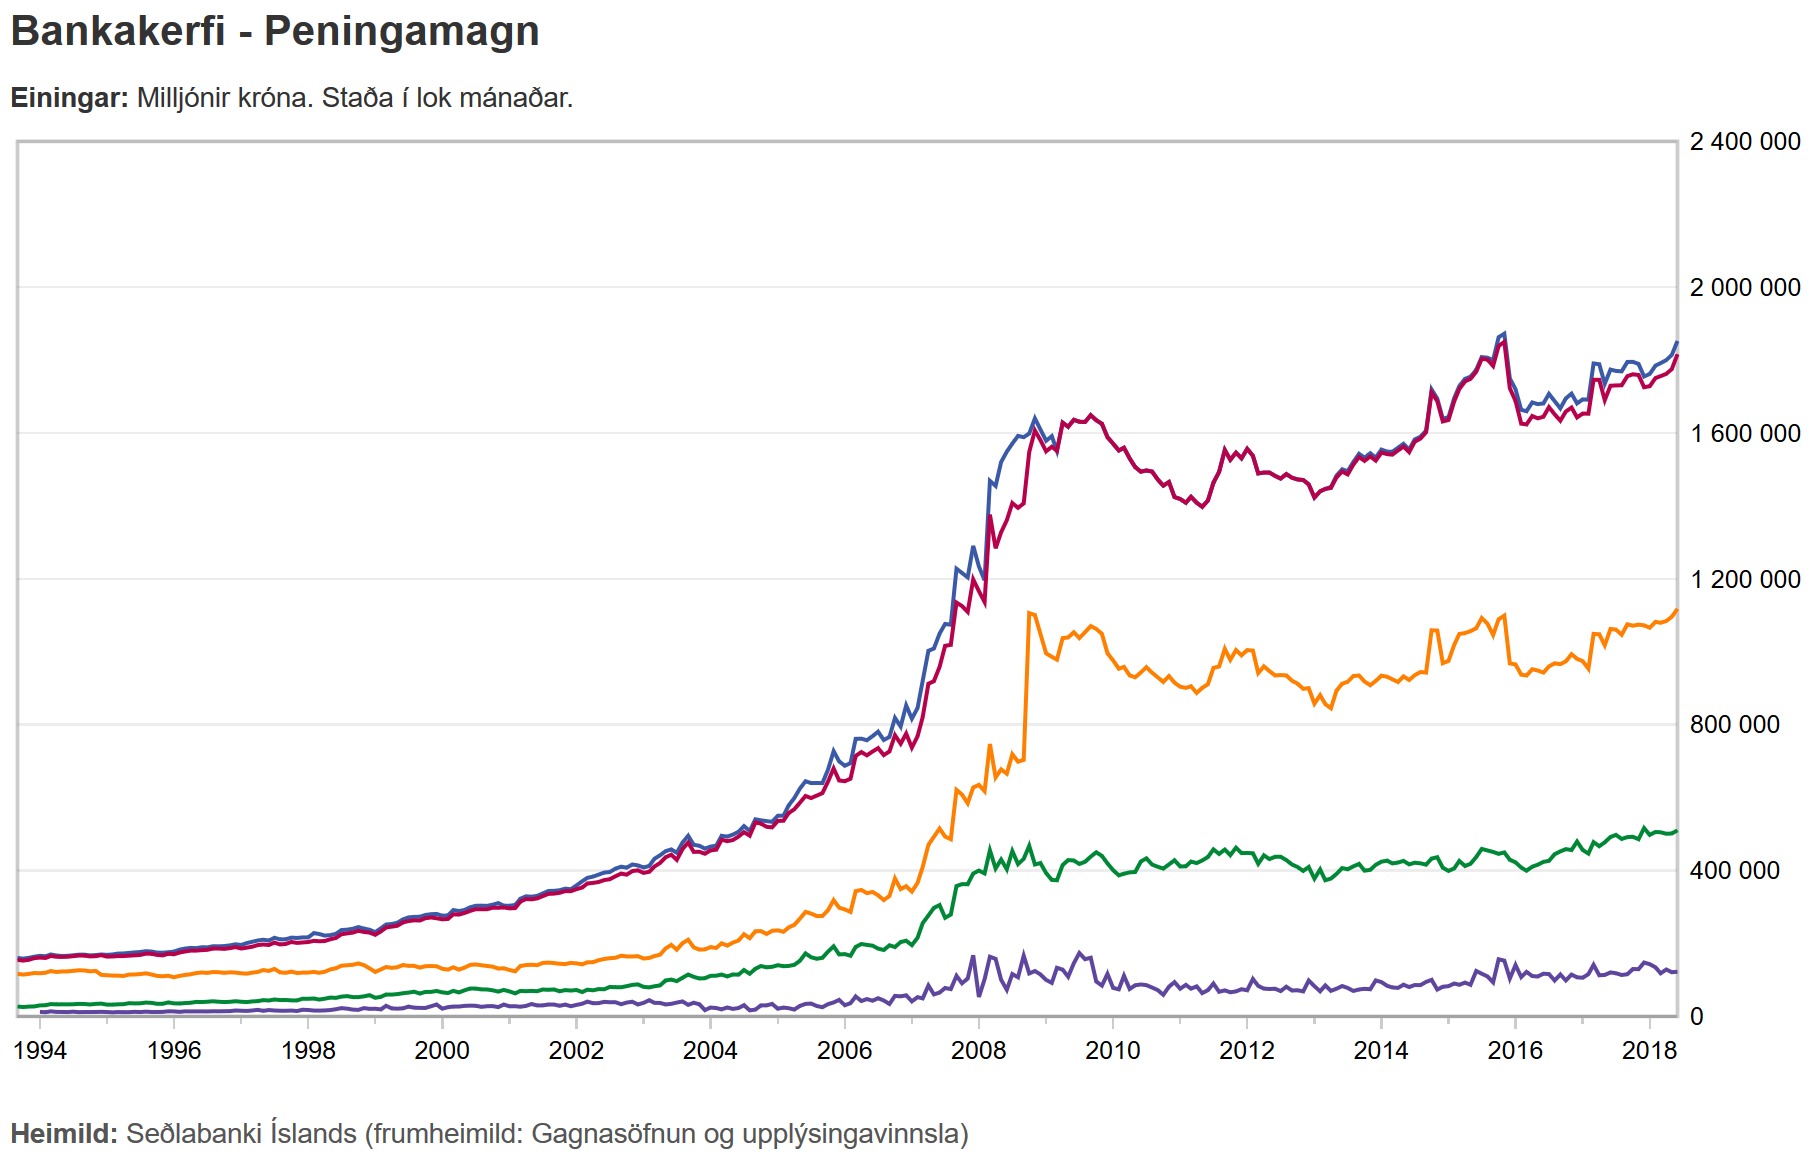 Bankakerfi - Peningamagn
Einingar: Milljónir króna. Staða í lok mánaðar.
2 400 000
2 000 000
1 600 000
1 200 000
800 000
400 000
0
1994 1996 1998 2000 2002 2004 2006 2008 2010 2012 2014 2016 2018
Heimild: Seðlabanki Íslands (frumheimild: Gagnasöfnun og upplýsingavinnsla)